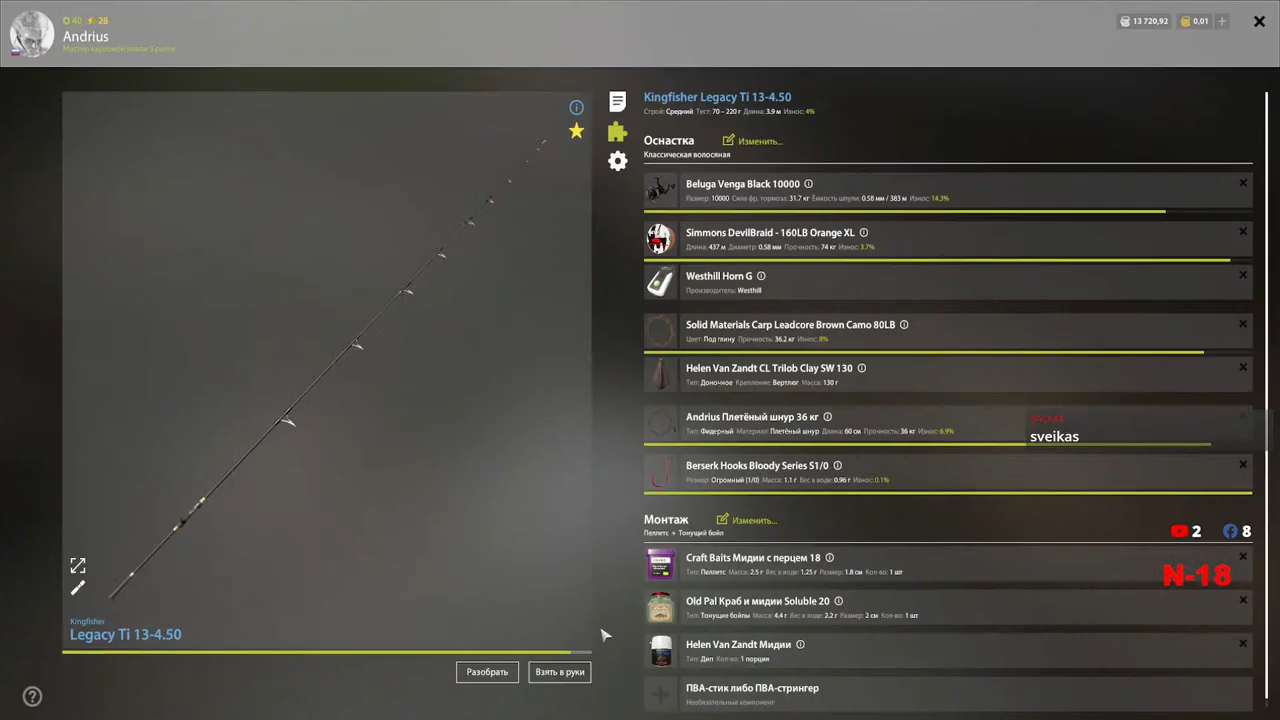 40 28
Andrius
Мастер карповой ловли 3 ранга
13 720,92
0,01
Kingfisher Legacy Ti 13-4.50
Строй: Средний Тест: 70 – 220 г Длина: 3.9 м Износ: 4%
Оснастка Изменить...
Классическая волосяная
Beluga Venga Black 10000
Размер: 10000 Сила фр. тормоза: 31.7 кг Ёмкость шпули: 0.58 мм / 383 м Износ: 14.3%
Simmons DevilBraid - 160LB Orange XL
Длина: 437 м Диаметр: 0.58 мм Прочность: 74 кг Износ: 3.7%
Westhill Horn G
Производитель: Westhill
Solid Materials Carp Leadcore Brown Camo 80LB
Цвет: Под глину Прочность: 36.2 кг Износ: 8%
Helen Van Zandt CL Trilob Clay SW 130
Тип: Доночное Крепление: Вертлюг Масса: 130 г
Andrius Плетёный шнур 36 кг
Тип: Фидерный Материал: Плетёный шнур Длина: 60 см Прочность: 36 кг Износ: 6.9%
sveikas
Berserk Hooks Bloody Series S1/0
Размер: Огромный (1/0) Масса: 1.1 г Вес в воде: 0.96 г Износ: 0.1%
Монтаж Изменить...
Пеллетс + Тонущий бойл
2 8
Craft Baits Мидии с перцем 18
Тип: Пеллетс Масса: 2.5 г Вес в воде: 1.25 г Размер: 1.8 см Кол-во: 1 шт
N-18
Old Pal Краб и мидии Soluble 20
Тип: Тонущие бойлы Масса: 4.4 г Вес в воде: 2.2 г Размер: 2 см Кол-во: 1 шт
Helen Van Zandt Мидии
Тип: Дип Кол-во: 1 порция
ПВА-стик либо ПВА-стрингер
Необязательный компонент
Kingfisher
Legacy Ti 13-4.50
Разобрать
Взять в руки